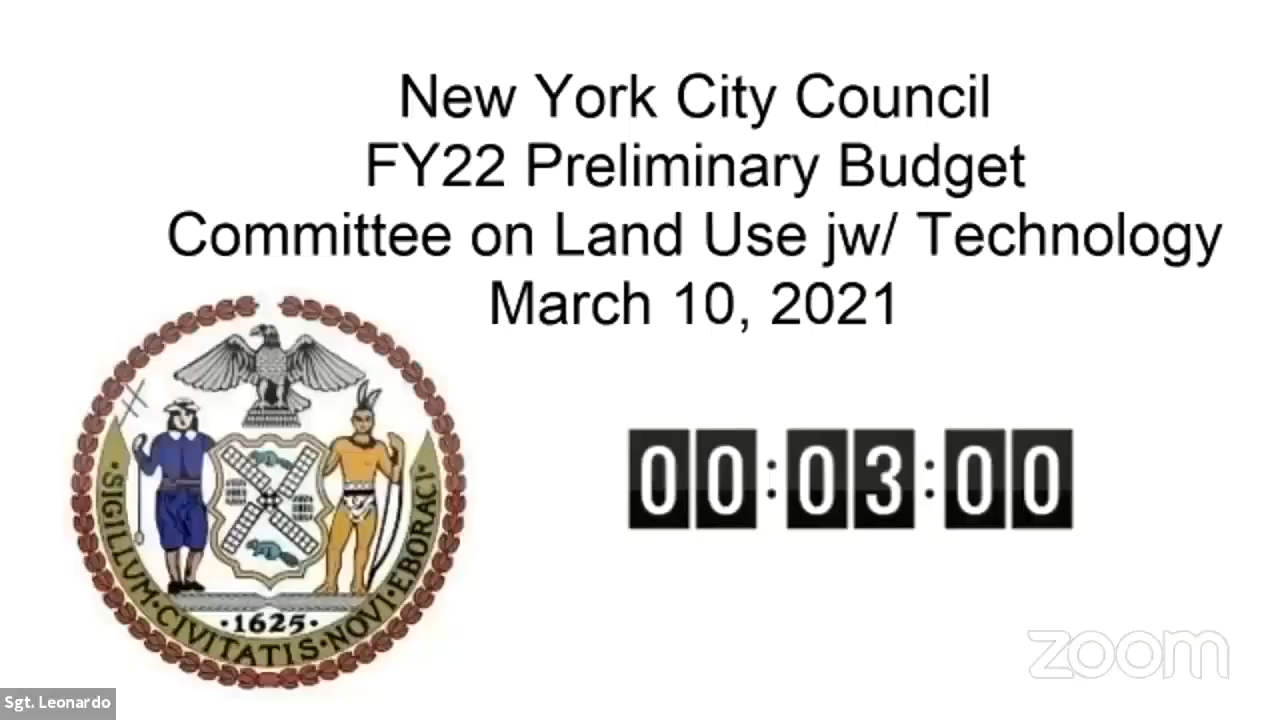 New York City Council
FY22 Preliminary Budget
Committee on Land Use jw/ Technology
March 10, 2021
00:03:00
·SIGILLUM·CIVITATIS·NOVI·EBORACI·
·1625·
zoom
Sgt. Leonardo